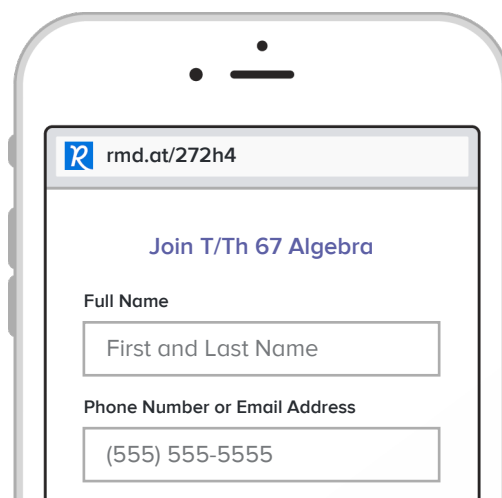 rmd.at/272h4
Join T/Th 67 Algebra
Full Name
First and Last Name
Phone Number or Email Address
(555) 555-5555